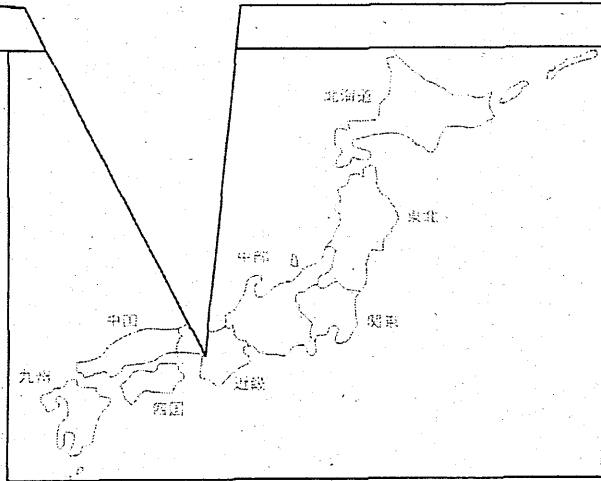 北海道
東北
中部
関東
中国
九州
近畿
四国